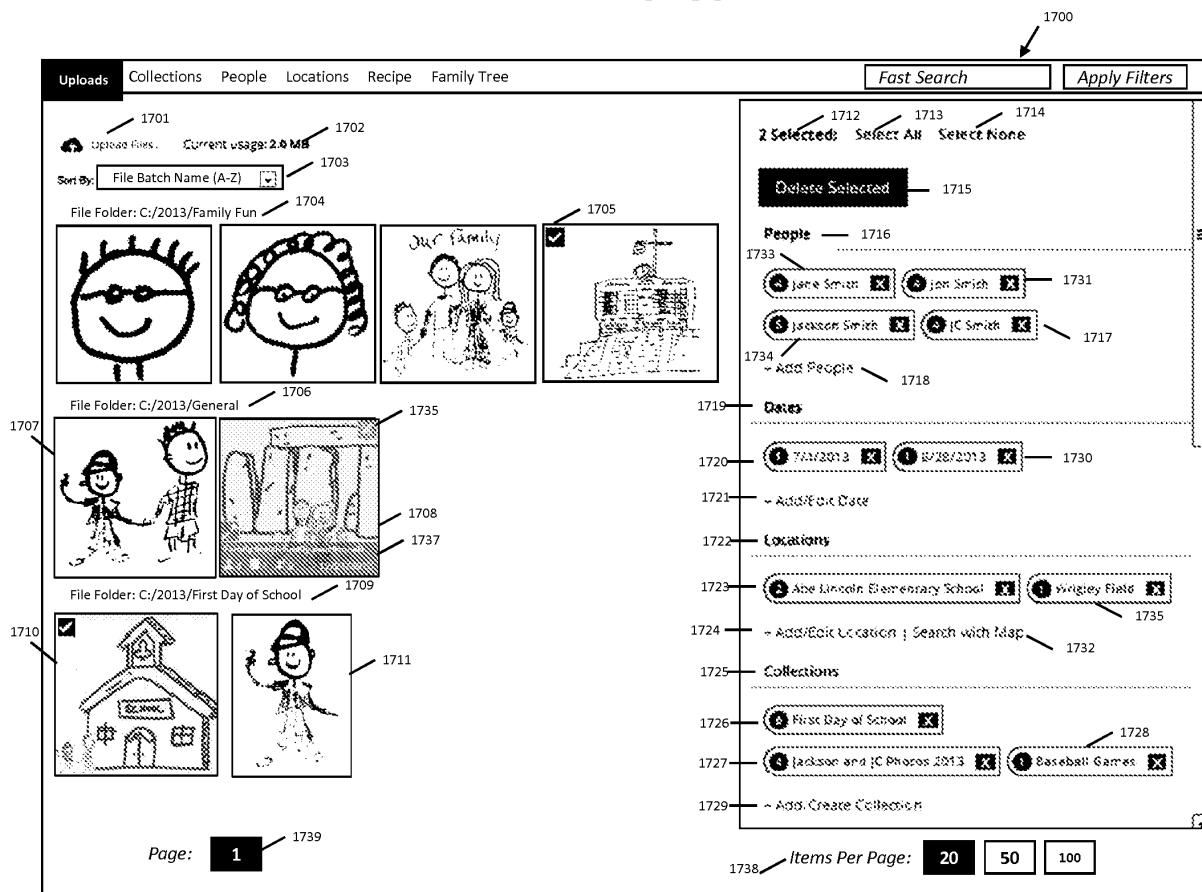 1700
Uploads Collections People Locations Recipe Family Tree Fast Search Apply Filters
1701 1702 1712 1713 1714
Upload Files. Current usage: 2.0 MB 2 Selected: Select All Select None
1703
Sort By: File Batch Name (A-Z) Delete Selected 1715
File Folder: C:/2013/Family Fun 1704 1705
our family
People 1716
1733
Jane Smith X Jon Smith X 1731
Jackson Smith X JC Smith X 1717
1734
~ Add People 1718
File Folder: C:/2013/General 1706
1707 1735
1719 Dates
1720 X 8/28/2013 X 1730
1708
1721 ~ Add/Edit Date
1737
1722 Locations
1709
File Folder: C:/2013/First Day of School
1723 2 Abe Lincoln Elementary School X 1 Wrigley Field X
1735
1710
1724 ~ Add/Edit Location | Search with Map 1732
1711
1725 Collections
SCHOOL
1726 First Day of School X
1728
1727 Jackson and JC Photos 2013 X 1 Baseball Games X
1729 ~ Add, Create Collection
1739
Page: 1
1738 Items Per Page: 20 50 100